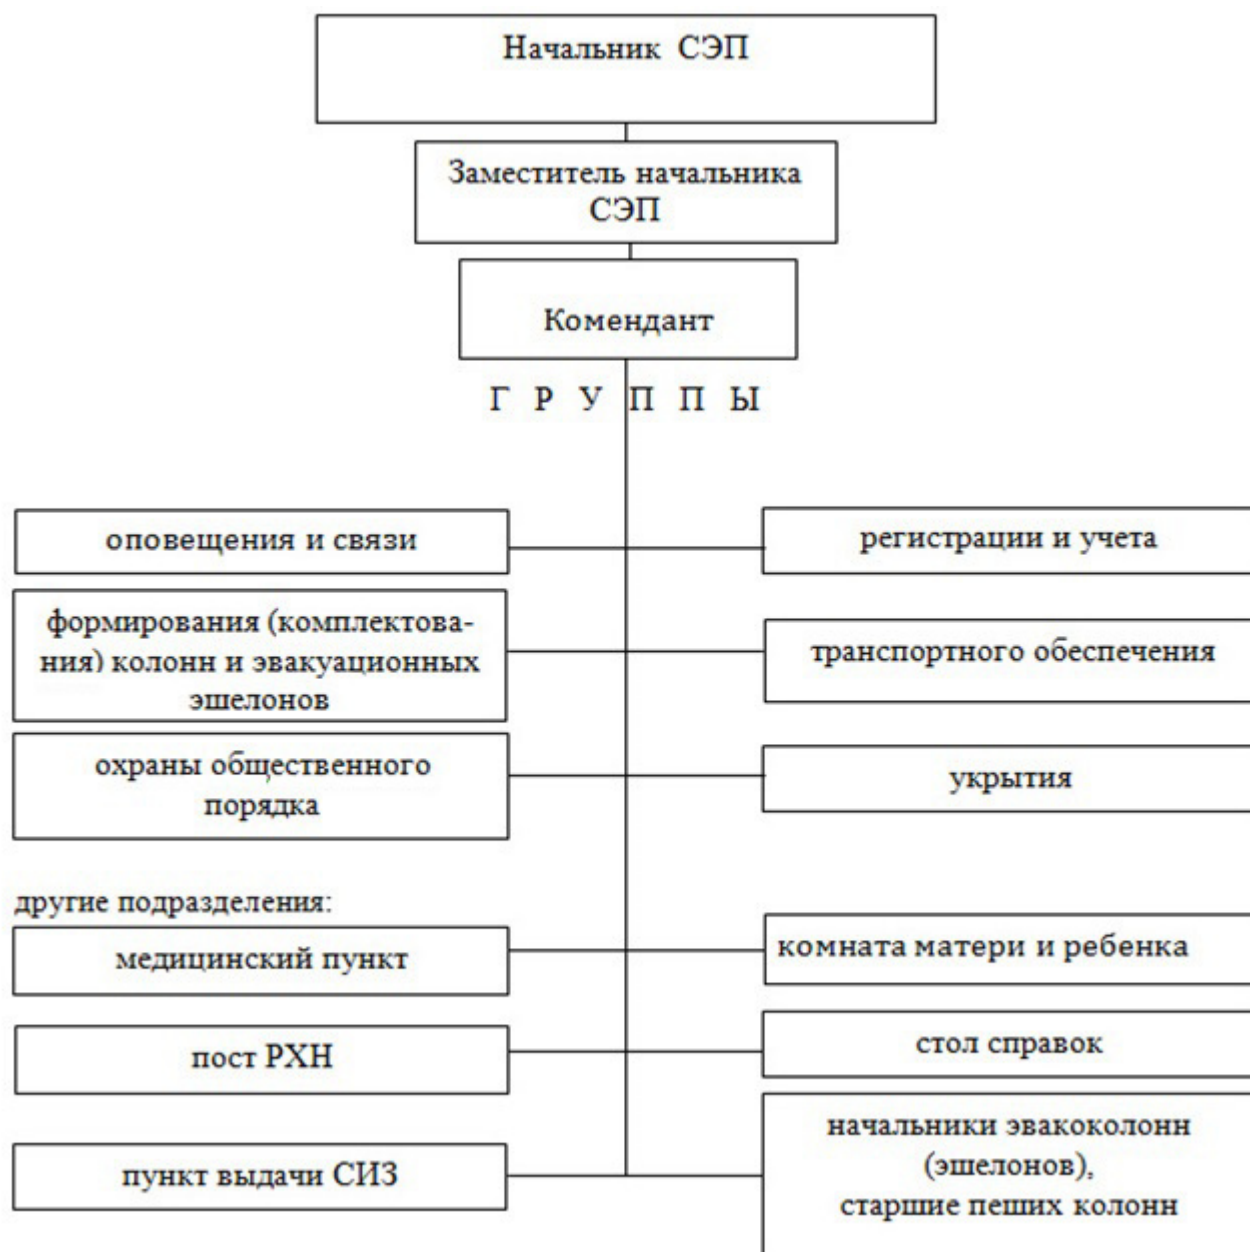 Начальник СЭП
Заместитель начальника
СЭП
Комендант
Г Р У П П Ы
оповещения и связи
регистрации и учета
формирования (комплектова-
ния) колонн и эвакуационных
эшелонов
транспортного обеспечения
охраны общественного
порядка
укрытия
другие подразделения:
медицинский пункт
комната матери и ребенка
пост РХН
стол справок
пункт выдачи СИЗ
начальники эвакоколонн
(эшелонов),
старшие пеших колонн